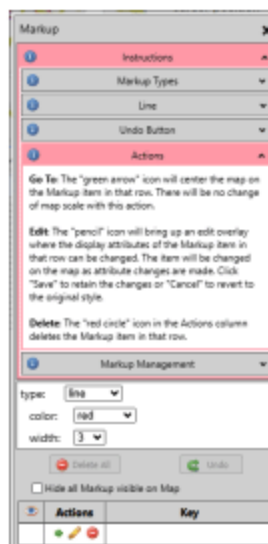 Markup
Instructions
Markup Types
Line
Undo Button
Actions
Go To: The "green arrow" icon will center the map on
the Markup item in that row. There will be no change
of map scale with this action.
Edit: The "pencil" icon will bring up an edit overlay
where the display attributes of the Markup item in
that row can be changed. The item will be changed
on the map as attribute changes are made. Click
"Save" to retain the changes or "Cancel" to revert to
the original style.
Delete: The "red circle" icon in the Actions column
deletes the Markup item in that row.
Markup Management
type: line
color: red
width: 3
Delete All Undo
Hide all Markup visible on Map
Actions Key